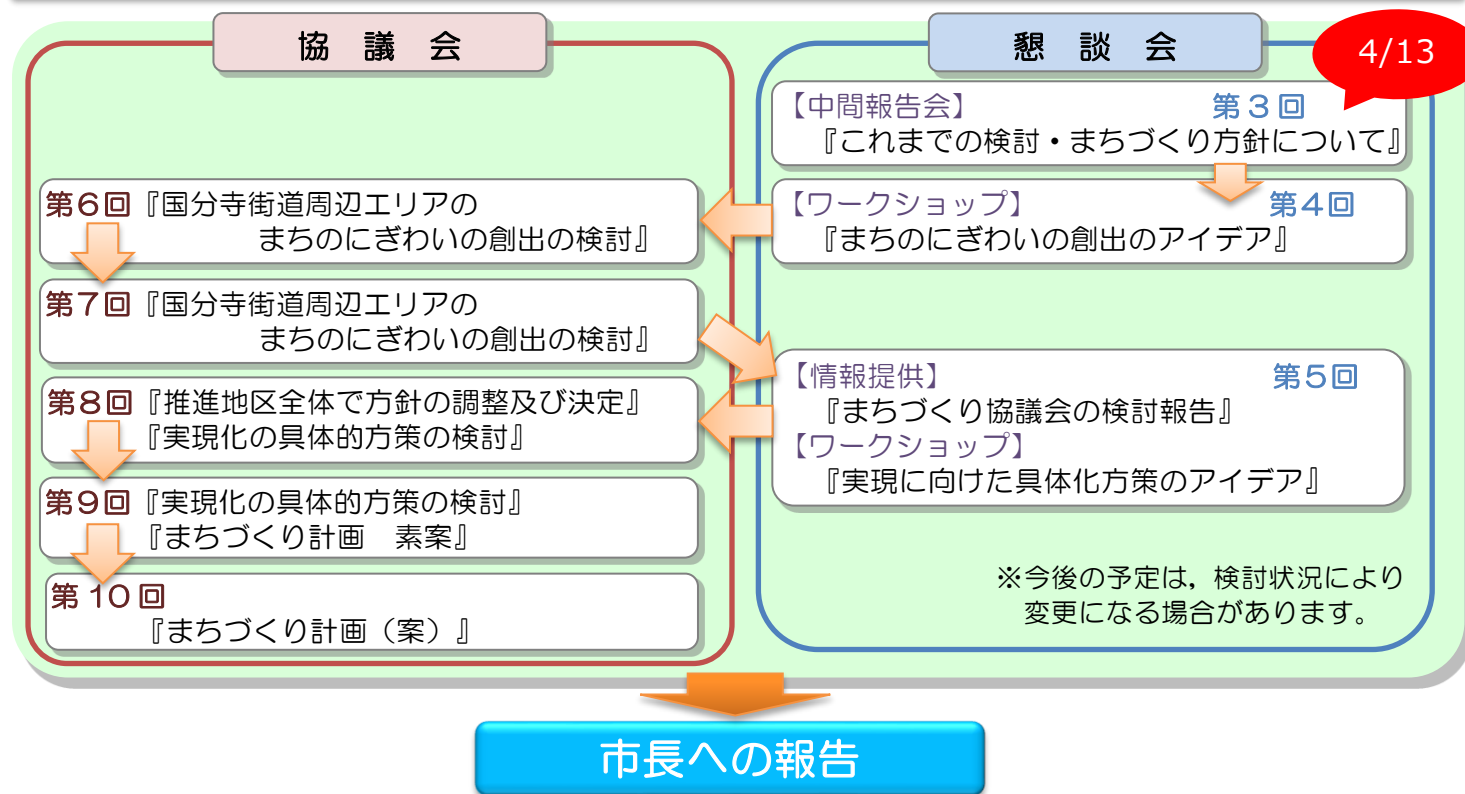 協 議 会
第6回『国分寺街道周辺エリアの
まちのにぎわいの創出の検討』
第7回『国分寺街道周辺エリアの
まちのにぎわいの創出の検討』
第8回『推進地区全体で方針の調整及び決定』
『実現化の具体的方策の検討』
第9回『実現化の具体的方策の検討』
『まちづくり計画　素案』
第10回
『まちづくり計画（案）』
懇 談 会
4/13
【中間報告会】 第3回
『これまでの検討・まちづくり方針について』
【ワークショップ】 第4回
『まちのにぎわいの創出のアイデア』
【情報提供】 第5回
『まちづくり協議会の検討報告』
【ワークショップ】
『実現に向けた具体化方策のアイデア』
※今後の予定は，検討状況により
変更になる場合があります。
市長への報告